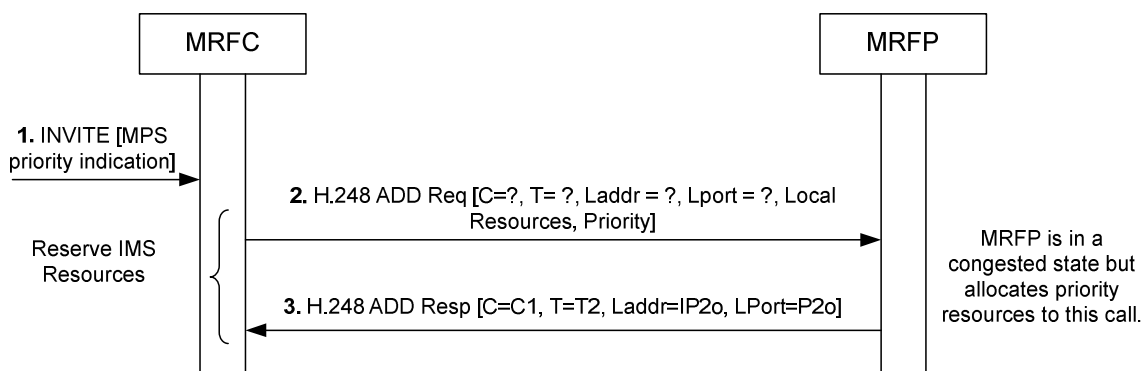 MRFC
MRFP
1. INVITE [MPS
priority indication]
2. H.248 ADD Req [C=?, T= ?, Laddr = ?, Lport = ?, Local
Resources, Priority]
Reserve IMS
Resources
MRFP is in a
congested state but
allocates priority
resources to this call.
3. H.248 ADD Resp [C=C1, T=T2, Laddr=IP2o, LPort=P2o]